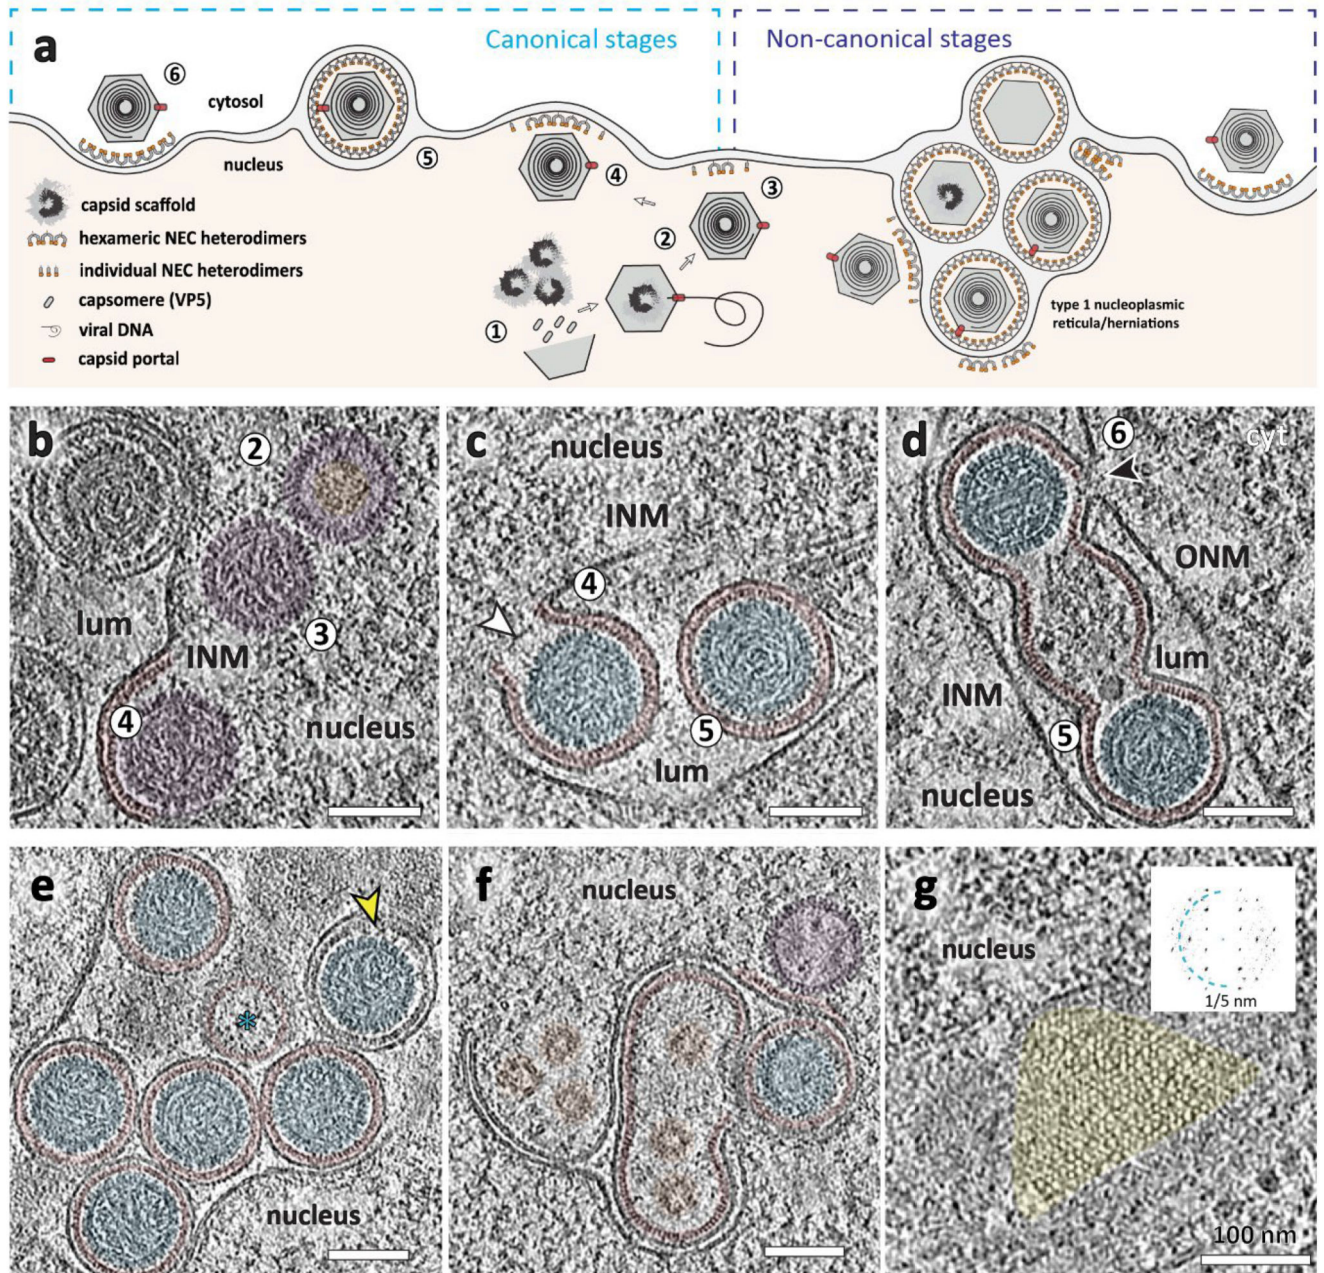 a
Canonical stages
Non-canonical stages
⑥
cytosol
nucleus
⑤
④
③
②
①
capsid scaffold
hexameric NEC heterodimers
individual NEC heterodimers
capsomere (VP5)
viral DNA
capsid portal
type 1 nucleoplasmic
reticula/herniations
b
②
lum
③
INM
④
nucleus
c
nucleus
INM
④
⑤
lum
d
⑥
cyt
ONM
lum
INM
⑤
nucleus
e
*
nucleus
f
nucleus
g
nucleus
1/5 nm
100 nm